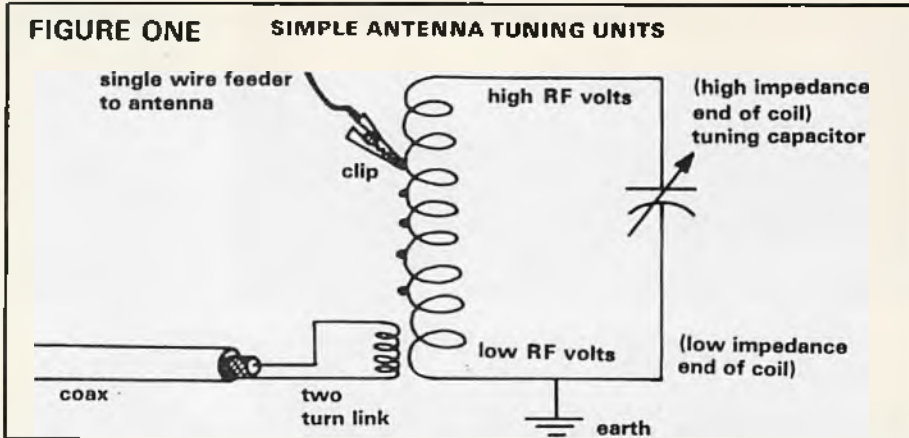 FIGURE ONE
SIMPLE ANTENNA TUNING UNITS
single wire feeder
to antenna
high RF volts
(high impedance
end of coil)
tuning capacitor
clip
low RF volts
(low impedance
end of coil)
coax
two
turn link
earth